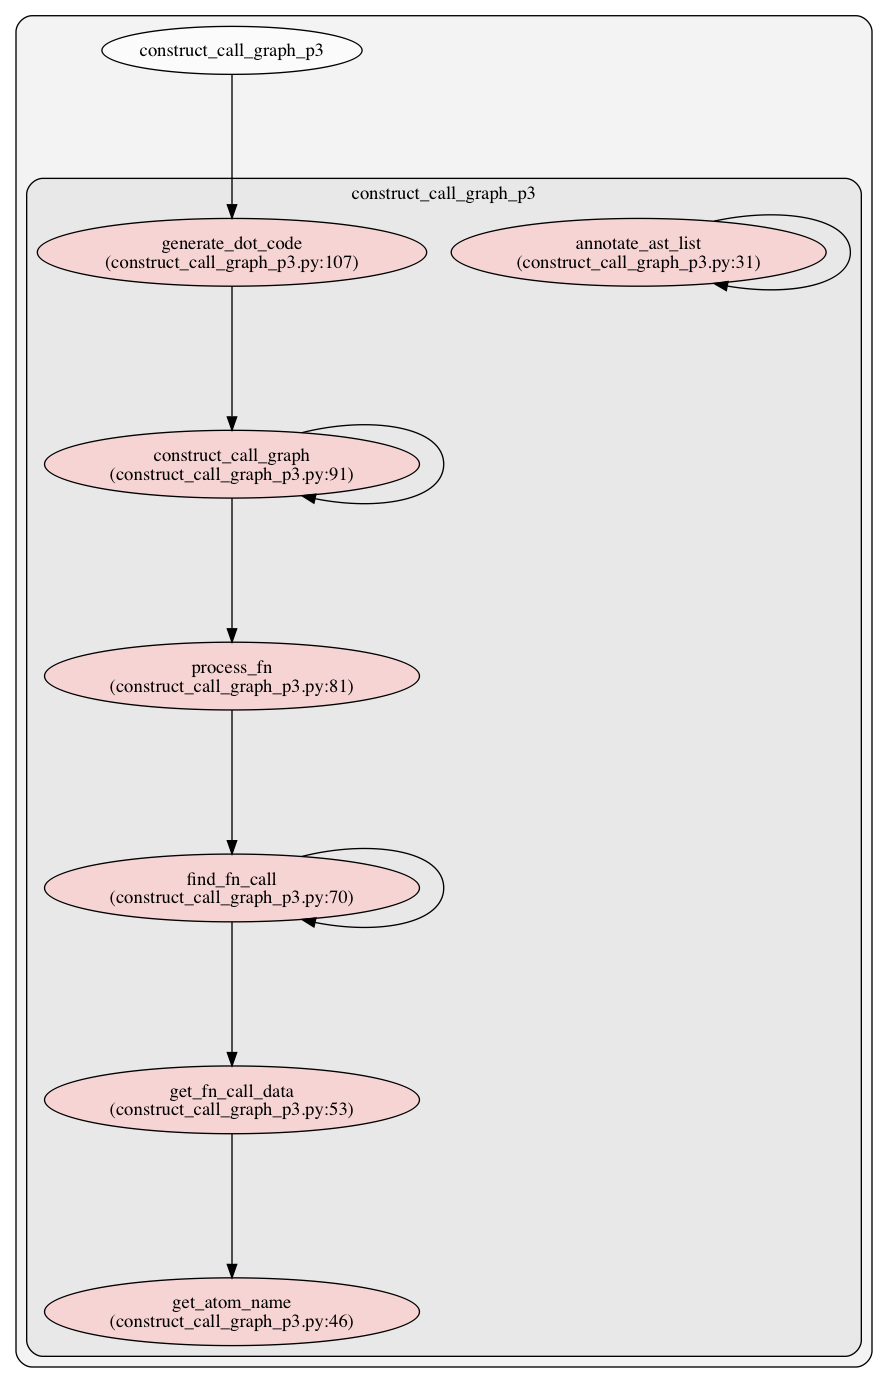 construct_call_graph_p3
construct_call_graph_p3
generate_dot_code
(construct_call_graph_p3.py:107)
annotate_ast_list
(construct_call_graph_p3.py:31)
construct_call_graph
(construct_call_graph_p3.py:91)
process_fn
(construct_call_graph_p3.py:81)
find_fn_call
(construct_call_graph_p3.py:70)
get_fn_call_data
(construct_call_graph_p3.py:53)
get_atom_name
(construct_call_graph_p3.py:46)